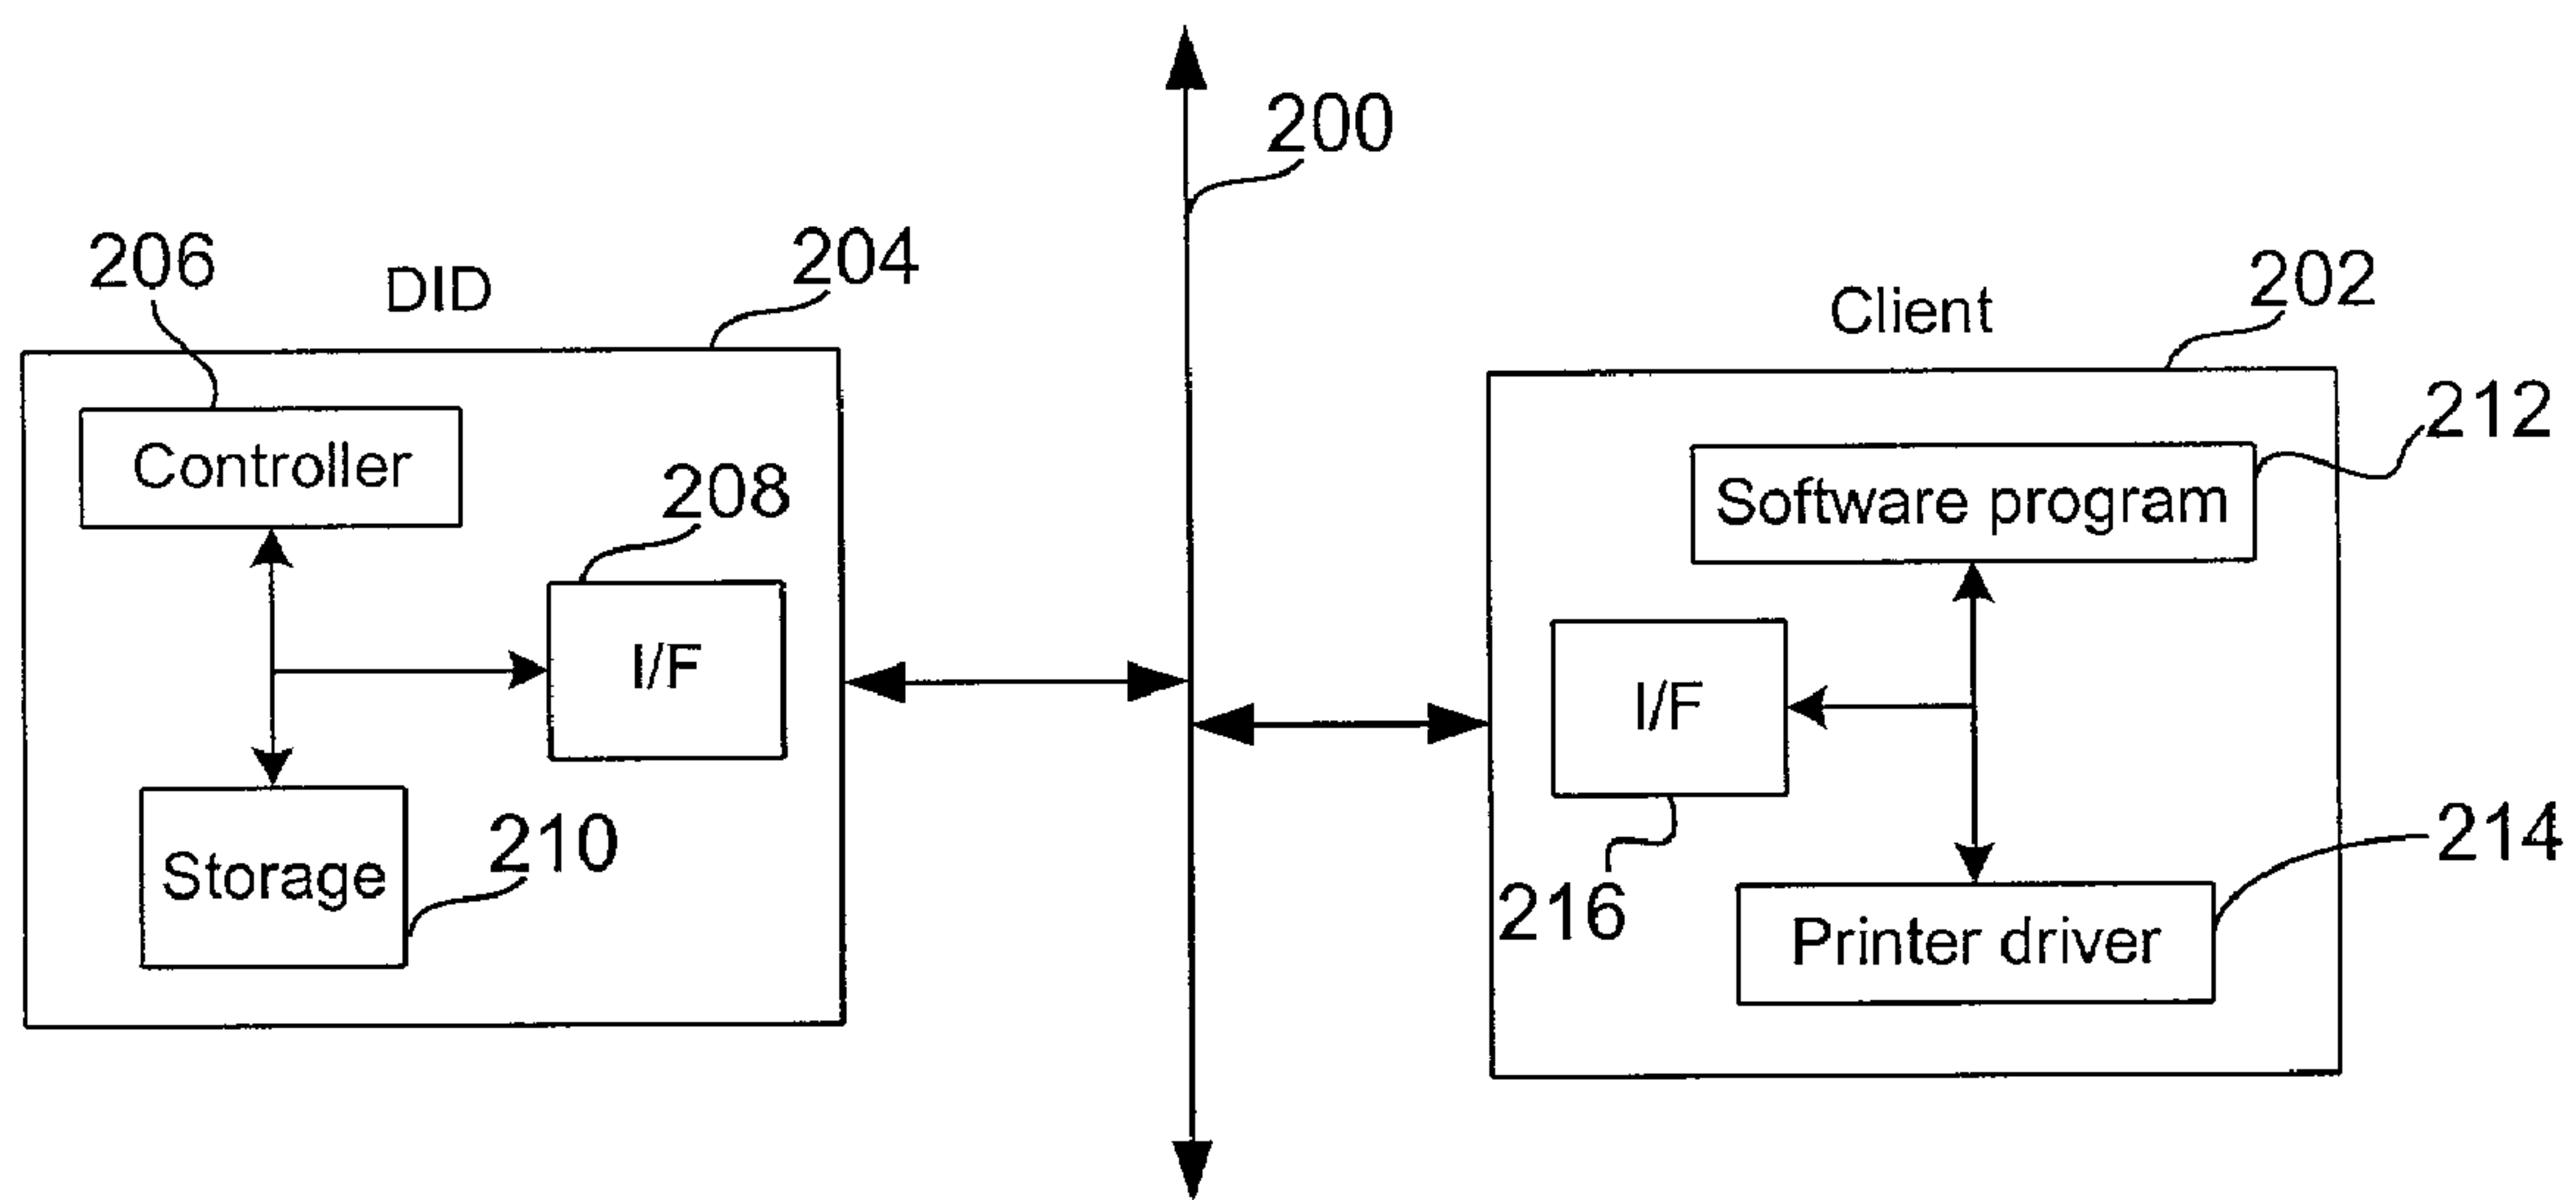 200
206
DID
204
Client
202
212
Controller
208
Software program
I/F
I/F
210
Storage
216
214
Printer driver